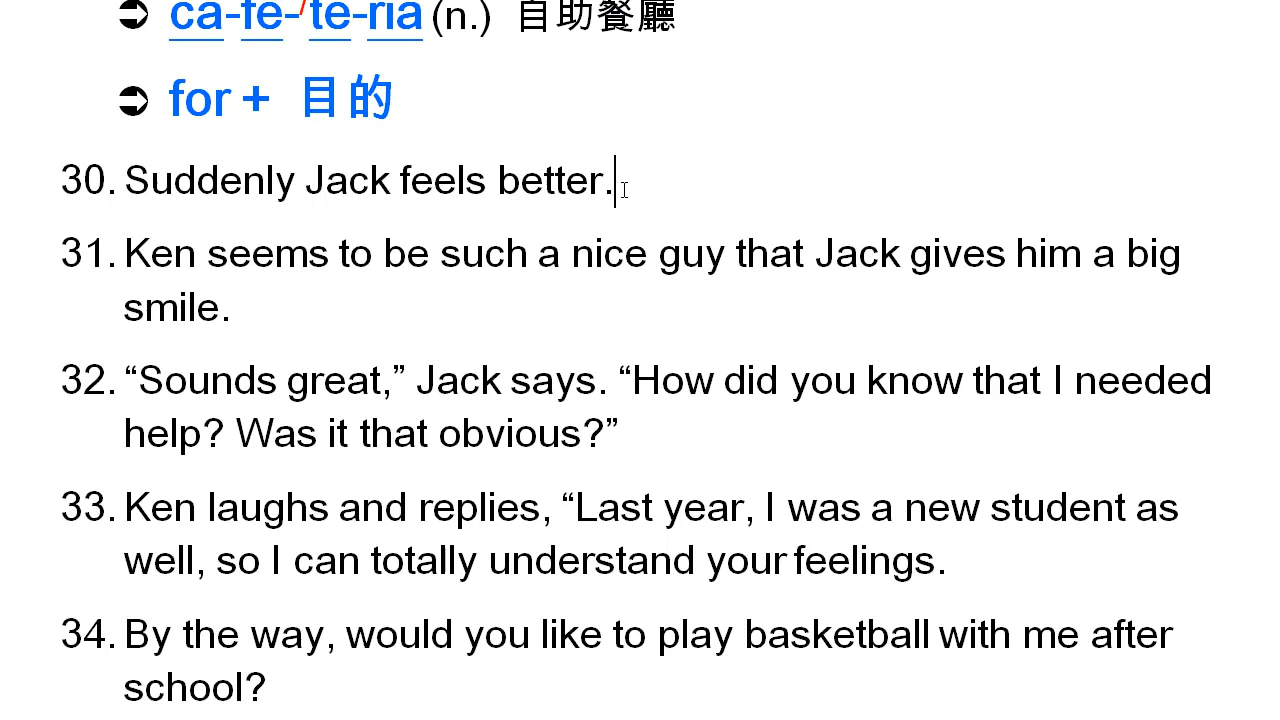 ➲ ca-fe-/te-ria (n.) 自助餐廳
➲ for + 目的
30. Suddenly Jack feels better.
31. Ken seems to be such a nice guy that Jack gives him a big
smile.
32. “Sounds great,” Jack says. “How did you know that I needed
help? Was it that obvious?”
33. Ken laughs and replies, “Last year, I was a new student as
well, so I can totally understand your feelings.
34. By the way, would you like to play basketball with me after
school?